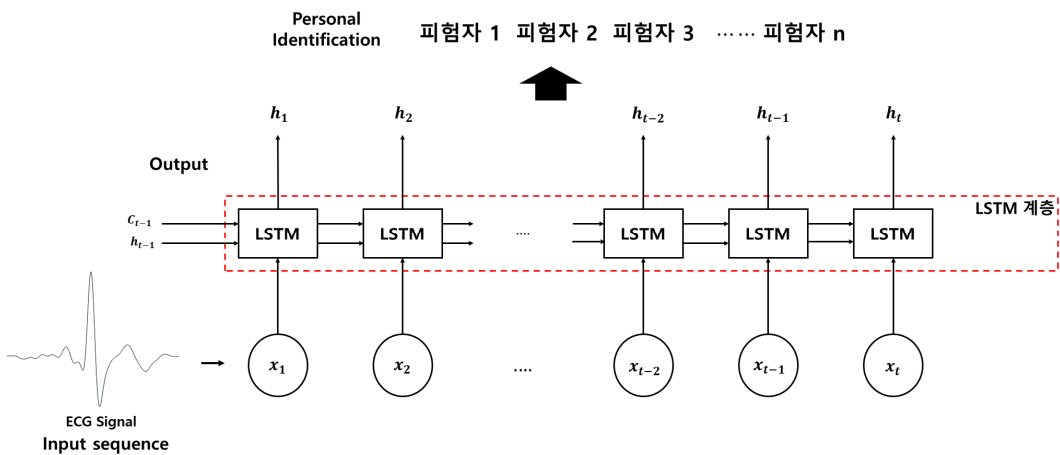 Personal
Identification
피험자 1 피험자 2 피험자 3 ⋯⋯ 피험자 n
h₁ h₂ hₜ₋₂ hₜ₋₁ hₜ
Output
LSTM 계층
Cₜ₋₁
hₜ₋₁
LSTM LSTM .... LSTM LSTM LSTM
x₁ x₂ .... xₜ₋₂ xₜ₋₁ xₜ
ECG Signal
Input sequence